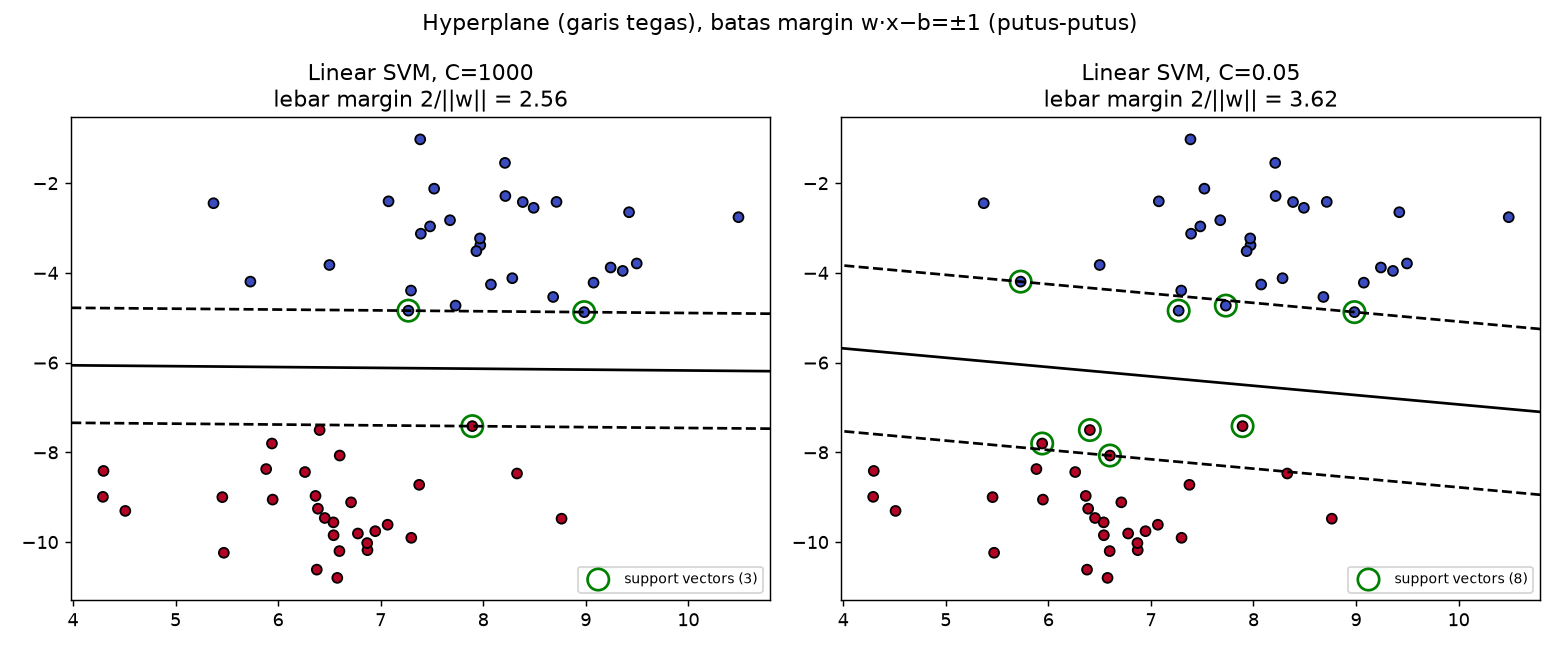 Hyperplane (garis tegas), batas margin w·x−b=±1 (putus-putus)
Linear SVM, C=1000
lebar margin 2/||w|| = 2.56
−2
−4
−6
−8
−10
4 5 6 7 8 9 10
support vectors (3)
Linear SVM, C=0.05
lebar margin 2/||w|| = 3.62
−2
−4
−6
−8
−10
4 5 6 7 8 9 10
support vectors (8)